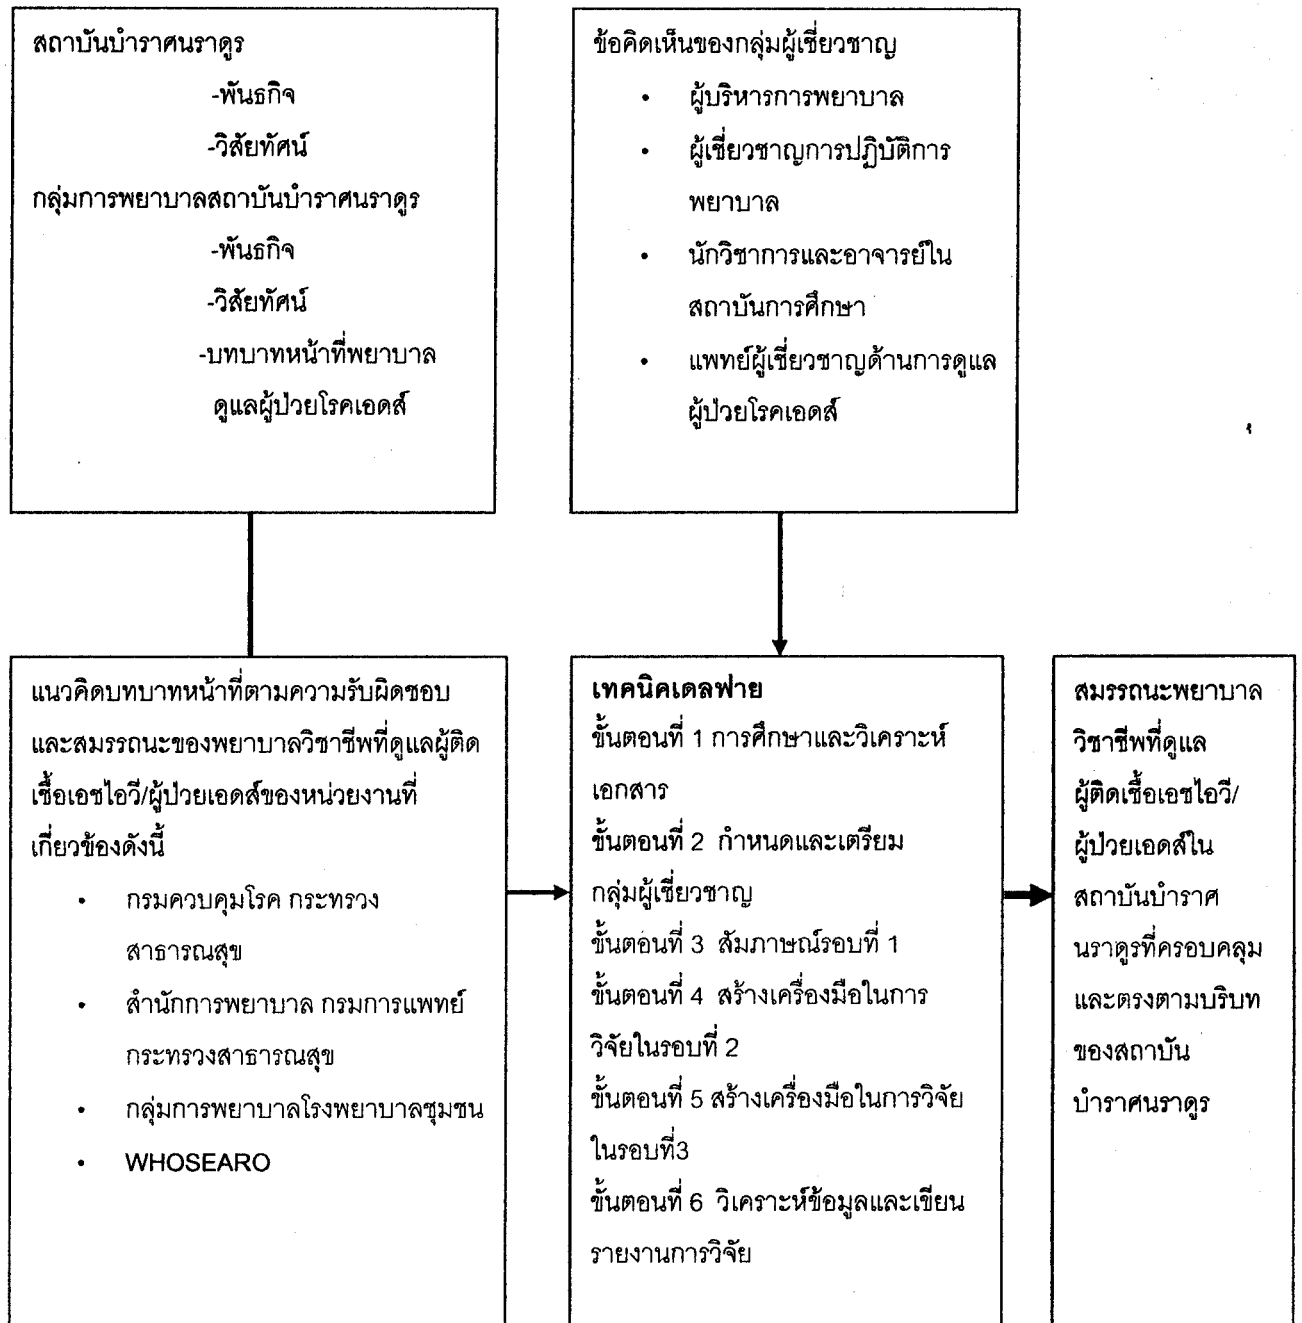 สถาบันบำราศนราดูร
-พันธกิจ
-วิสัยทัศน์
กลุ่มการพยาบาลสถาบันบำราศนราดูร
-พันธกิจ
-วิสัยทัศน์
-บทบาทหน้าที่พยาบาล
ดูแลผู้ป่วยโรคเอดส์
ข้อคิดเห็นของกลุ่มผู้เชี่ยวชาญ
• ผู้บริหารการพยาบาล
• ผู้เชี่ยวชาญการปฏิบัติการ
พยาบาล
• นักวิชาการและอาจารย์ใน
สถาบันการศึกษา
• แพทย์ผู้เชี่ยวชาญด้านการดูแล
ผู้ป่วยโรคเอดส์
แนวคิดบทบาทหน้าที่ตามความรับผิดชอบ
และสมรรถนะของพยาบาลวิชาชีพที่ดูแลผู้ติด
เชื้อเอชไอวี/ผู้ป่วยเอดส์ของหน่วยงานที่
เกี่ยวข้องดังนี้
• กรมควบคุมโรค กระทรวง
สาธารณสุข
• สำนักการพยาบาล กรมการแพทย์
กระทรวงสาธารณสุข
• กลุ่มการพยาบาลโรงพยาบาลชุมชน
• WHOSEARO
เทคนิคเดลฟาย
ขั้นตอนที่ 1 การศึกษาและวิเคราะห์
เอกสาร
ขั้นตอนที่ 2 กำหนดและเตรียม
กลุ่มผู้เชี่ยวชาญ
ขั้นตอนที่ 3 สัมภาษณ์รอบที่ 1
ขั้นตอนที่ 4 สร้างเครื่องมือในการ
วิจัยในรอบที่ 2
ขั้นตอนที่ 5 สร้างเครื่องมือในการวิจัย
ในรอบที่3
ขั้นตอนที่ 6 วิเคราะห์ข้อมูลและเขียน
รายงานการวิจัย
สมรรถนะพยาบาล
วิชาชีพที่ดูแล
ผู้ติดเชื้อเอชไอวี/
ผู้ป่วยเอดส์ใน
สถาบันบำราศ
นราดูรที่ครอบคลุม
และตรงตามบริบท
ของสถาบัน
บำราศนราดูร